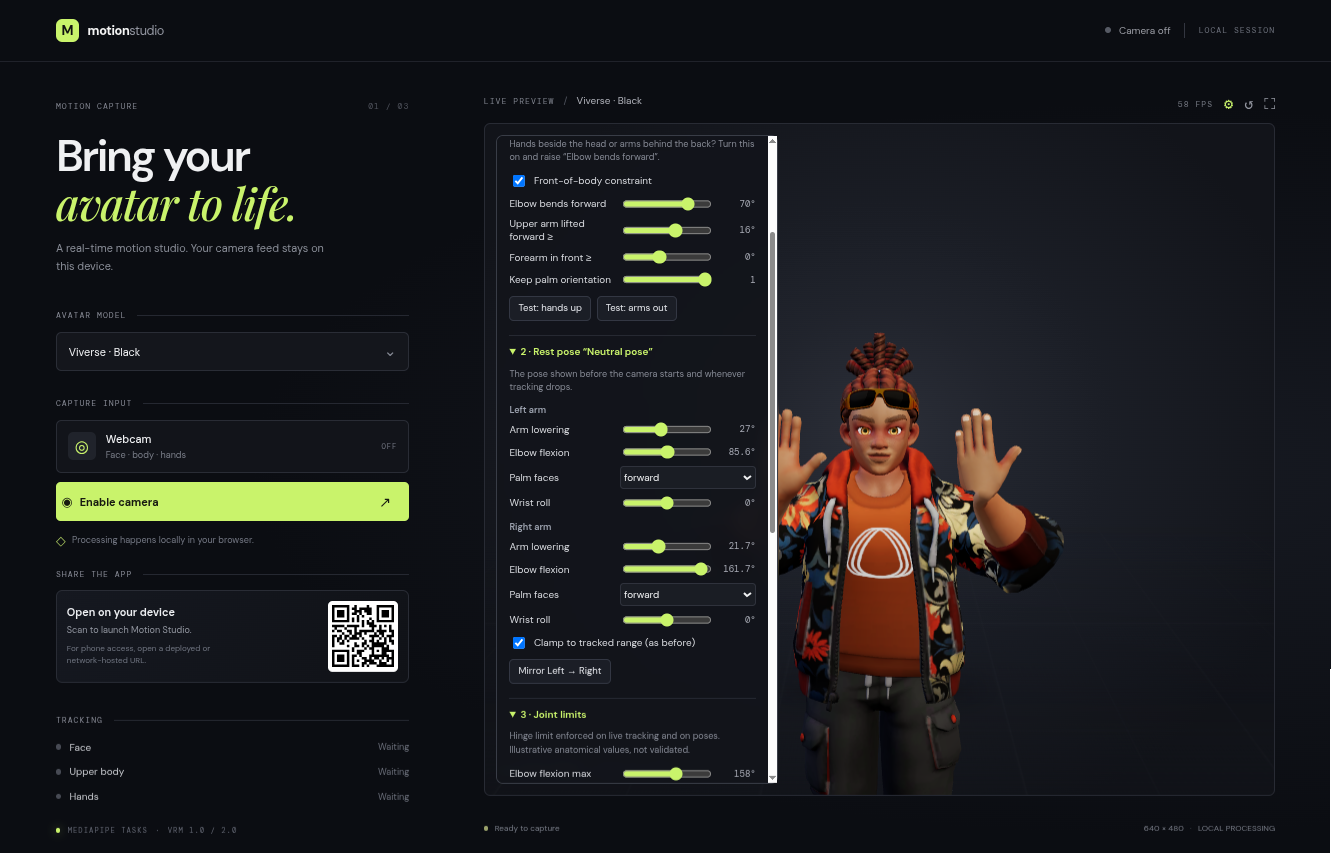 M motionstudio
Camera off
LOCAL SESSION
MOTION CAPTURE
01 / 03
Bring your
avatar to life.
A real-time motion studio. Your camera feed stays on
this device.
AVATAR MODEL
Viverse · Black
CAPTURE INPUT
Webcam
Face · body · hands
OFF
Enable camera
Processing happens locally in your browser.
SHARE THE APP
Open on your device
Scan to launch Motion Studio.
For phone access, open a deployed or
network-hosted URL.
TRACKING
Face Waiting
Upper body Waiting
Hands Waiting
MEDIAPIPE TASKS · VRM 1.0 / 2.0
LIVE PREVIEW / Viverse · Black
58 FPS
Hands beside the head or arms behind the back? Turn this
on and raise "Elbow bends forward".
Front-of-body constraint
Elbow bends forward 70°
Upper arm lifted
forward ≥ 16°
Forearm in front ≥ 0°
Keep palm orientation 1
Test: hands up
Test: arms out
2 · Rest pose "Neutral pose"
The pose shown before the camera starts and whenever
tracking drops.
Left arm
Arm lowering 27°
Elbow flexion 85.6°
Palm faces forward
Wrist roll 0°
Right arm
Arm lowering 21.7°
Elbow flexion 161.7°
Palm faces forward
Wrist roll 0°
Clamp to tracked range (as before)
Mirror Left → Right
3 · Joint limits
Hinge limit enforced on live tracking and on poses.
Illustrative anatomical values, not validated.
Elbow flexion max 158°
Ready to capture
640 × 480 · LOCAL PROCESSING